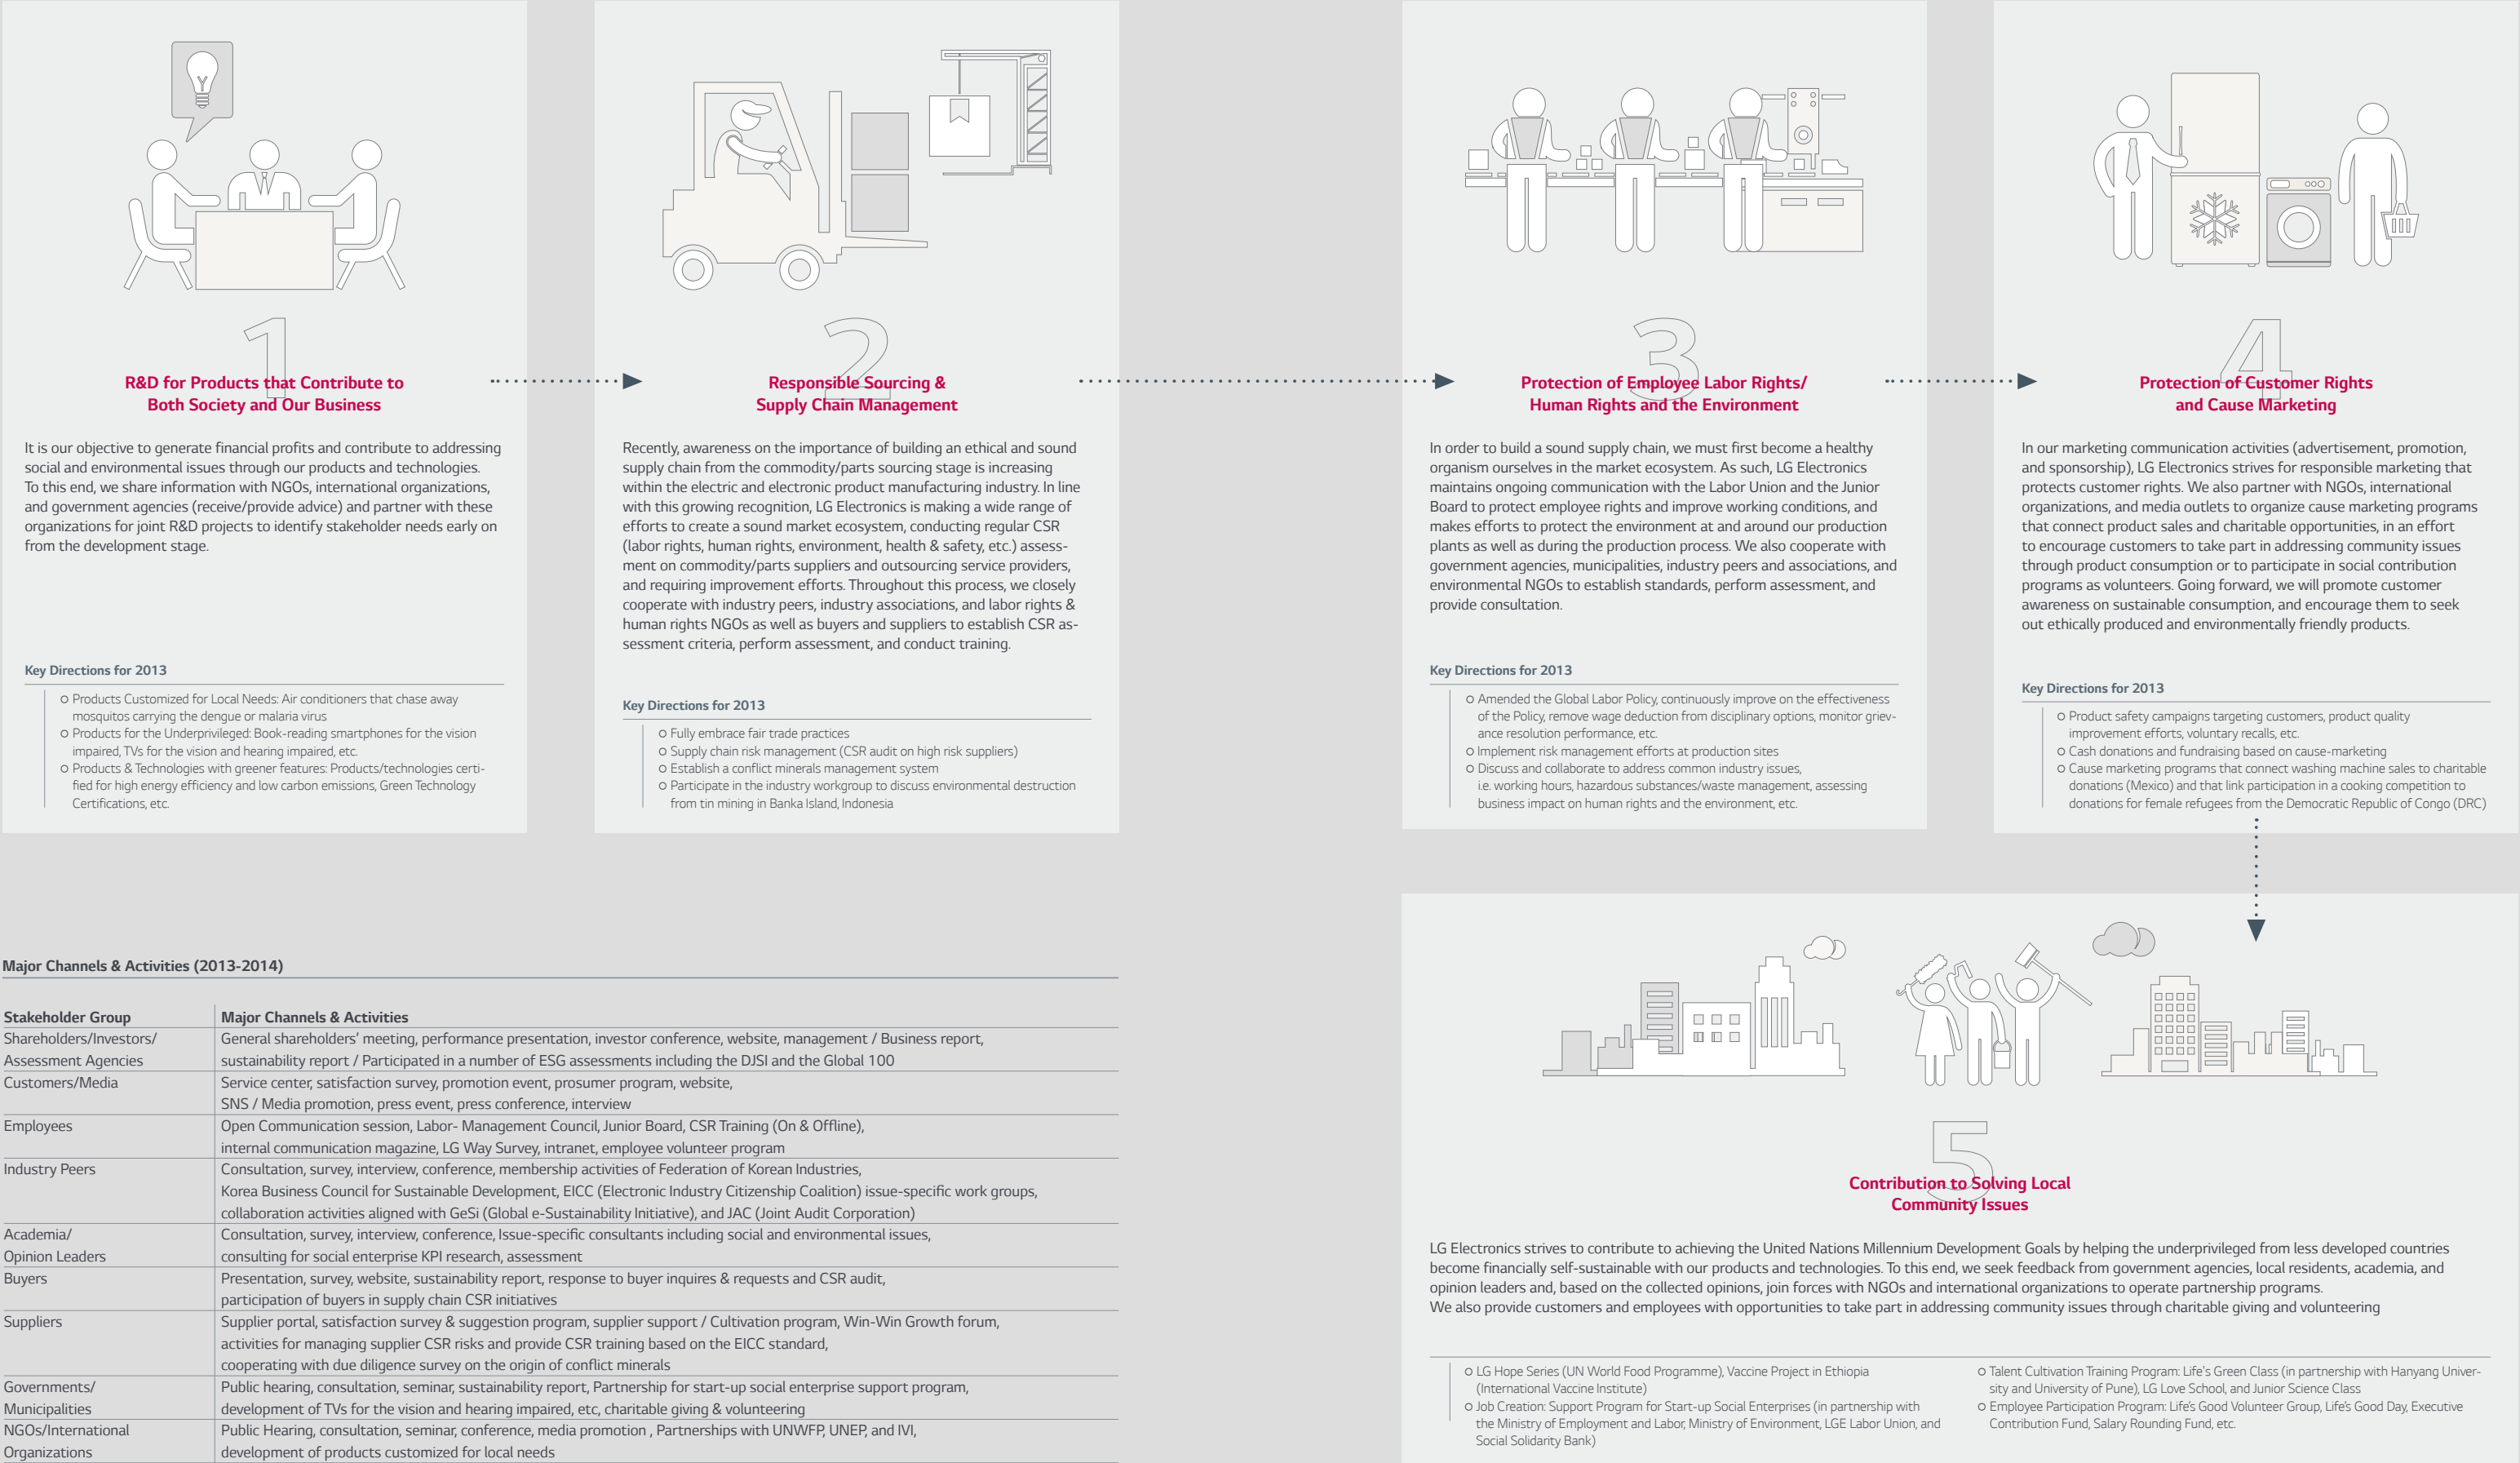 1
R&D for Products that Contribute to
Both Society and Our Business
It is our objective to generate financial profits and contribute to addressing
social and environmental issues through our products and technologies.
To this end, we share information with NGOs, international organizations,
and government agencies (receive/provide advice) and partner with these
organizations for joint R&D projects to identify stakeholder needs early on
from the development stage.
Key Directions for 2013
Products Customized for Local Needs: Air conditioners that chase away
mosquitos carrying the dengue or malaria virus
Products for the Underprivileged: Book-reading smartphones for the vision
impaired, TVs for the vision and hearing impaired, etc.
Products & Technologies with greener features: Products/technologies certi-
fied for high energy efficiency and low carbon emissions, Green Technology
Certifications, etc.
2
Responsible Sourcing &
Supply Chain Management
Recently, awareness on the importance of building an ethical and sound
supply chain from the commodity/parts sourcing stage is increasing
within the electric and electronic product manufacturing industry. In line
with this growing recognition, LG Electronics is making a wide range of
efforts to create a sound market ecosystem, conducting regular CSR
(labor rights, human rights, environment, health & safety, etc.) assess-
ment on commodity/parts suppliers and outsourcing service providers,
and requiring improvement efforts. Throughout this process, we closely
cooperate with industry peers, industry associations, and labor rights &
human rights NGOs as well as buyers and suppliers to establish CSR as-
sessment criteria, perform assessment, and conduct training.
Key Directions for 2013
Fully embrace fair trade practices
Supply chain risk management (CSR audit on high risk suppliers)
Establish a conflict minerals management system
Participate in the industry workgroup to discuss environmental destruction
from tin mining in Banka Island, Indonesia
3
Protection of Employee Labor Rights/
Human Rights and the Environment
In order to build a sound supply chain, we must first become a healthy
organism ourselves in the market ecosystem. As such, LG Electronics
maintains ongoing communication with the Labor Union and the Junior
Board to protect employee rights and improve working conditions, and
makes efforts to protect the environment at and around our production
plants as well as during the production process. We also cooperate with
government agencies, municipalities, industry peers and associations, and
environmental NGOs to establish standards, perform assessment, and
provide consultation.
Key Directions for 2013
Amended the Global Labor Policy, continuously improve on the effectiveness
of the Policy, remove wage deduction from disciplinary options, monitor griev-
ance resolution performance, etc.
Implement risk management efforts at production sites
Discuss and collaborate to address common industry issues,
i.e. working hours, hazardous substances/waste management, assessing
business impact on human rights and the environment, etc.
4
Protection of Customer Rights
and Cause Marketing
In our marketing communication activities (advertisement, promotion,
and sponsorship), LG Electronics strives for responsible marketing that
protects customer rights. We also partner with NGOs, international
organizations, and media outlets to organize cause marketing programs
that connect product sales and charitable opportunities, in an effort
to encourage customers to take part in addressing community issues
through product consumption or to participate in social contribution
programs as volunteers. Going forward, we will promote customer
awareness on sustainable consumption, and encourage them to seek
out ethically produced and environmentally friendly products.
Key Directions for 2013
Product safety campaigns targeting customers, product quality
improvement efforts, voluntary recalls, etc.
Cash donations and fundraising based on cause-marketing
Cause marketing programs that connect washing machine sales to charitable
donations (Mexico) and that link participation in a cooking competition to
donations for female refugees from the Democratic Republic of Congo (DRC)
Major Channels & Activities (2013-2014)
Stakeholder Group Major Channels & Activities
Shareholders/Investors/ General shareholders' meeting, performance presentation, investor conference, website, management / Business report,
Assessment Agencies sustainability report / Participated in a number of ESG assessments including the DJSI and the Global 100
Customers/Media Service center, satisfaction survey, promotion event, prosumer program, website,
SNS / Media promotion, press event, press conference, interview
Employees Open Communication session, Labor- Management Council, Junior Board, CSR Training (On & Offline),
internal communication magazine, LG Way Survey, intranet, employee volunteer program
Industry Peers Consultation, survey, interview, conference, membership activities of Federation of Korean Industries,
Korea Business Council for Sustainable Development, EICC (Electronic Industry Citizenship Coalition) issue-specific work groups,
collaboration activities aligned with GeSi (Global e-Sustainability Initiative), and JAC (Joint Audit Corporation)
Academia/ Consultation, survey, interview, conference, Issue-specific consultants including social and environmental issues,
Opinion Leaders consulting for social enterprise KPI research, assessment
Buyers Presentation, survey, website, sustainability report, response to buyer inquires & requests and CSR audit,
participation of buyers in supply chain CSR initiatives
Suppliers Supplier portal, satisfaction survey & suggestion program, supplier support / Cultivation program, Win-Win Growth forum,
activities for managing supplier CSR risks and provide CSR training based on the EICC standard,
cooperating with due diligence survey on the origin of conflict minerals
Governments/ Public hearing, consultation, seminar, sustainability report, Partnership for start-up social enterprise support program,
Municipalities development of TVs for the vision and hearing impaired, etc, charitable giving & volunteering
NGOs/International Public Hearing, consultation, seminar, conference, media promotion , Partnerships with UNWFP, UNEP, and IVI,
Organizations development of products customized for local needs
5
Contribution to Solving Local
Community Issues
LG Electronics strives to contribute to achieving the United Nations Millennium Development Goals by helping the underprivileged from less developed countries
become financially self-sustainable with our products and technologies. To this end, we seek feedback from government agencies, local residents, academia, and
opinion leaders and, based on the collected opinions, join forces with NGOs and international organizations to operate partnership programs.
We also provide customers and employees with opportunities to take part in addressing community issues through charitable giving and volunteering
LG Hope Series (UN World Food Programme), Vaccine Project in Ethiopia
(International Vaccine Institute)
Job Creation: Support Program for Start-up Social Enterprises (in partnership with
the Ministry of Employment and Labor, Ministry of Environment, LGE Labor Union, and
Social Solidarity Bank)
Talent Cultivation Training Program: Life's Green Class (in partnership with Hanyang Univer-
sity and University of Pune), LG Love School, and Junior Science Class
Employee Participation Program: Life's Good Volunteer Group, Life's Good Day, Executive
Contribution Fund, Salary Rounding Fund, etc.